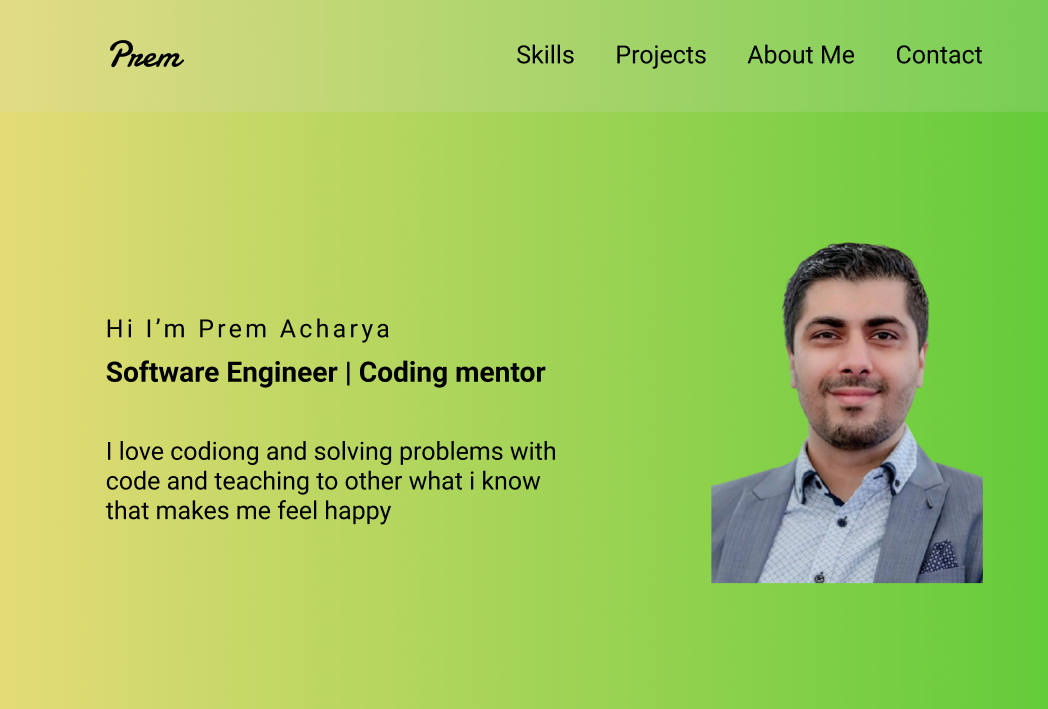 Prem
Skills Projects About Me Contact
Hi I’m Prem Acharya
Software Engineer | Coding mentor
I love codiong and solving problems with
code and teaching to other what i know
that makes me feel happy